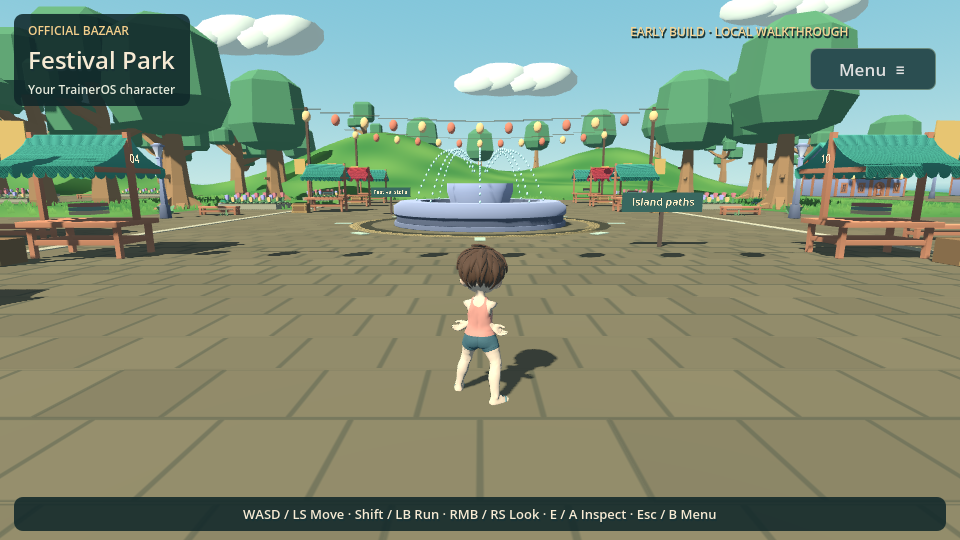 OFFICIAL BAZAAR
Festival Park
Your TrainerOS character
EARLY BUILD · LOCAL WALKTHROUGH
Menu ≡
04
10
Island paths
WASD / LS Move · Shift / LB Run · RMB / RS Look · E / A Inspect · Esc / B Menu